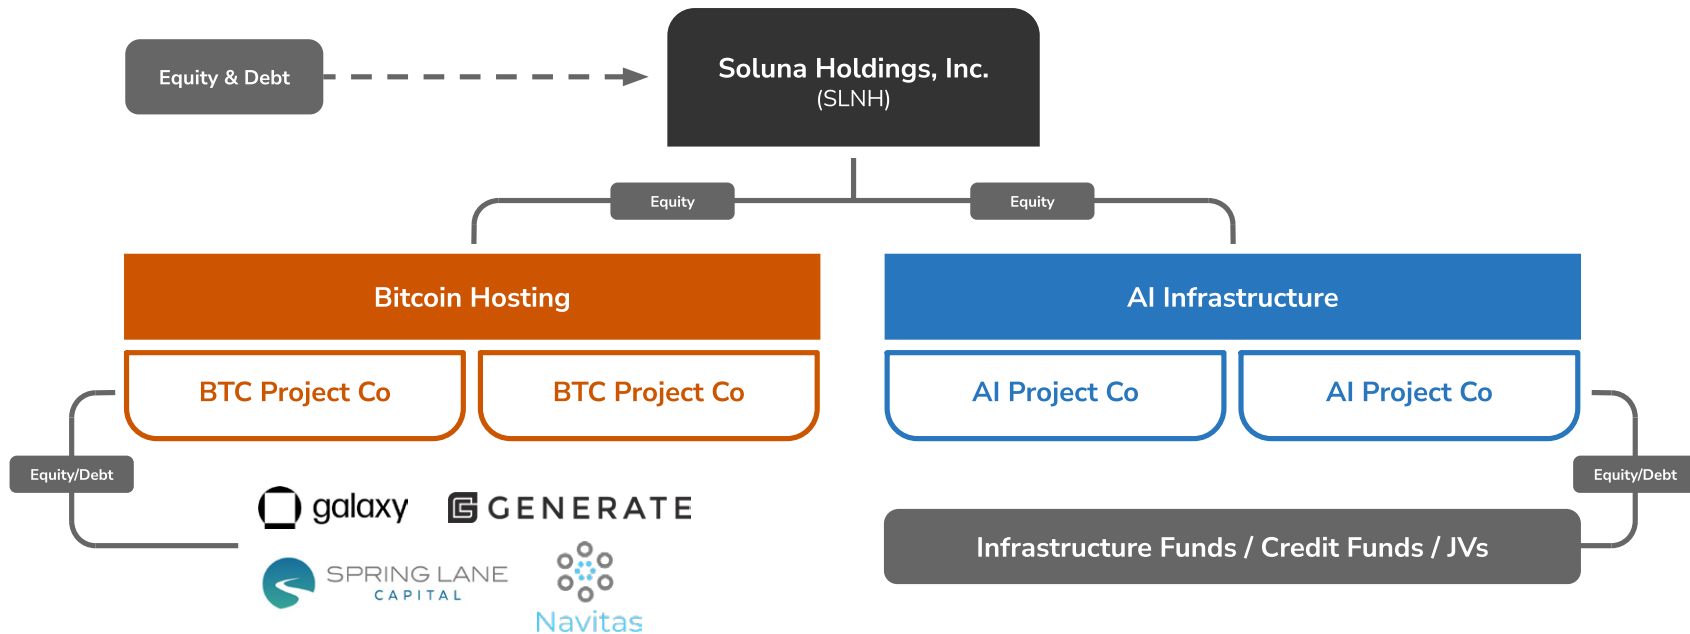 Equity & Debt
Soluna Holdings, Inc.
(SLNH)
Equity
Equity
Bitcoin Hosting
AI Infrastructure
BTC Project Co
BTC Project Co
AI Project Co
AI Project Co
Equity/Debt
Equity/Debt
galaxy
GENERATE
Infrastructure Funds / Credit Funds / JVs
SPRING LANE
CAPITAL
Navitas